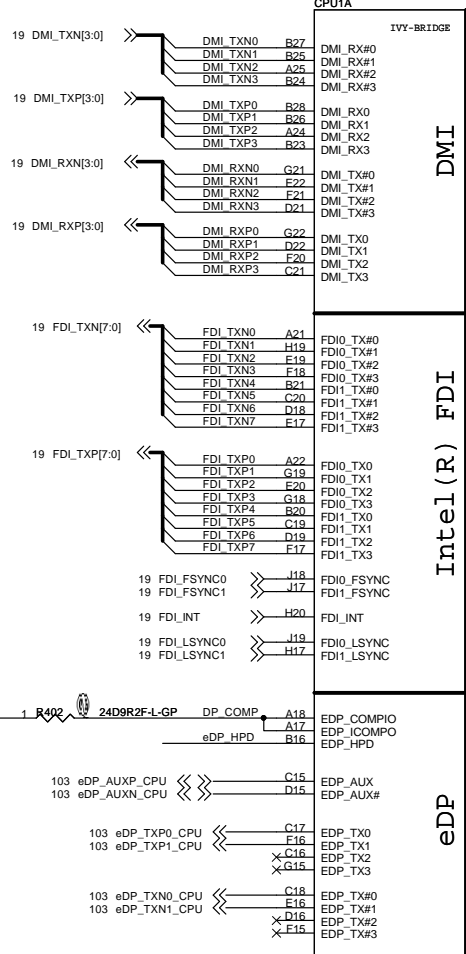 CPU1A
IVY-BRIDGE
DMI
19 DMI_TXN[3:0]
DMI_TXN0 B27 DMI_RX#0
DMI_TXN1 B25 DMI_RX#1
DMI_TXN2 A25 DMI_RX#2
DMI_TXN3 B24 DMI_RX#3
19 DMI_TXP[3:0]
DMI_TXP0 B28 DMI_RX0
DMI_TXP1 B26 DMI_RX1
DMI_TXP2 A24 DMI_RX2
DMI_TXP3 B23 DMI_RX3
19 DMI_RXN[3:0]
DMI_RXN0 G21 DMI_TX#0
DMI_RXN1 E22 DMI_TX#1
DMI_RXN2 F21 DMI_TX#2
DMI_RXN3 D21 DMI_TX#3
19 DMI_RXP[3:0]
DMI_RXP0 G22 DMI_TX0
DMI_RXP1 D22 DMI_TX1
DMI_RXP2 F20 DMI_TX2
DMI_RXP3 C21 DMI_TX3
Intel(R) FDI
19 FDI_TXN[7:0]
FDI_TXN0 A21 FDI0_TX#0
FDI_TXN1 H19 FDI0_TX#1
FDI_TXN2 E19 FDI0_TX#2
FDI_TXN3 F18 FDI0_TX#3
FDI_TXN4 B21 FDI1_TX#0
FDI_TXN5 C20 FDI1_TX#1
FDI_TXN6 D18 FDI1_TX#2
FDI_TXN7 E17 FDI1_TX#3
19 FDI_TXP[7:0]
FDI_TXP0 A22 FDI0_TX0
FDI_TXP1 G19 FDI0_TX1
FDI_TXP2 E20 FDI0_TX2
FDI_TXP3 G18 FDI0_TX3
FDI_TXP4 B20 FDI1_TX0
FDI_TXP5 C19 FDI1_TX1
FDI_TXP6 D19 FDI1_TX2
FDI_TXP7 F17 FDI1_TX3
19 FDI_FSYNC0 J18 FDI0_FSYNC
19 FDI_FSYNC1 J17 FDI1_FSYNC
19 FDI_INT H20 FDI_INT
19 FDI_LSYNC0 J19 FDI0_LSYNC
19 FDI_LSYNC1 H17 FDI1_LSYNC
eDP
1 R402 24D9R2F-L-GP DP_COMP A18 EDP_COMPIO
A17 EDP_ICOMPO
eDP_HPD B16 EDP_HPD
103 eDP_AUXP_CPU C15 EDP_AUX
103 eDP_AUXN_CPU D15 EDP_AUX#
103 eDP_TXP0_CPU C17 EDP_TX0
103 eDP_TXP1_CPU F16 EDP_TX1
C16 EDP_TX2
G15 EDP_TX3
103 eDP_TXN0_CPU C18 EDP_TX#0
103 eDP_TXN1_CPU E16 EDP_TX#1
D16 EDP_TX#2
F15 EDP_TX#3